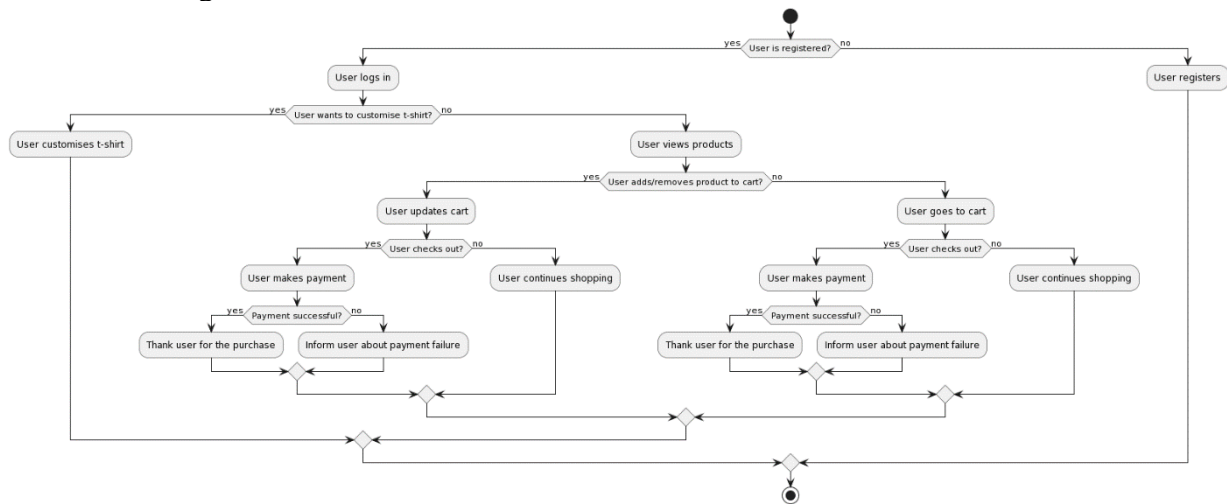 yes User is registered? no
User logs in
User registers
yes User wants to customise t-shirt? no
User customises t-shirt
User views products
yes User adds/removes product to cart? no
User updates cart
User goes to cart
yes User checks out? no
yes User checks out? no
User makes payment
User continues shopping
User makes payment
User continues shopping
yes Payment successful? no
yes Payment successful? no
Thank user for the purchase
Inform user about payment failure
Thank user for the purchase
Inform user about payment failure